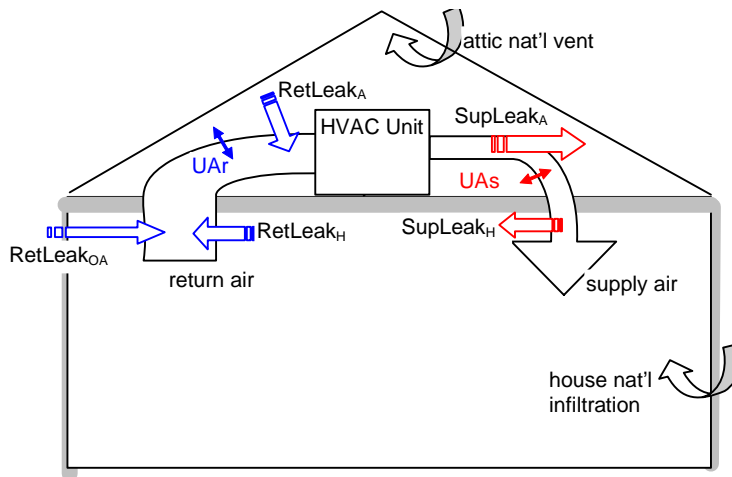 attic nat'l vent
RetLeakA
SupLeakA
HVAC Unit
UAr
UAs
RetLeakH
SupLeakH
RetLeakOA
return air
supply air
house nat'l
infiltration